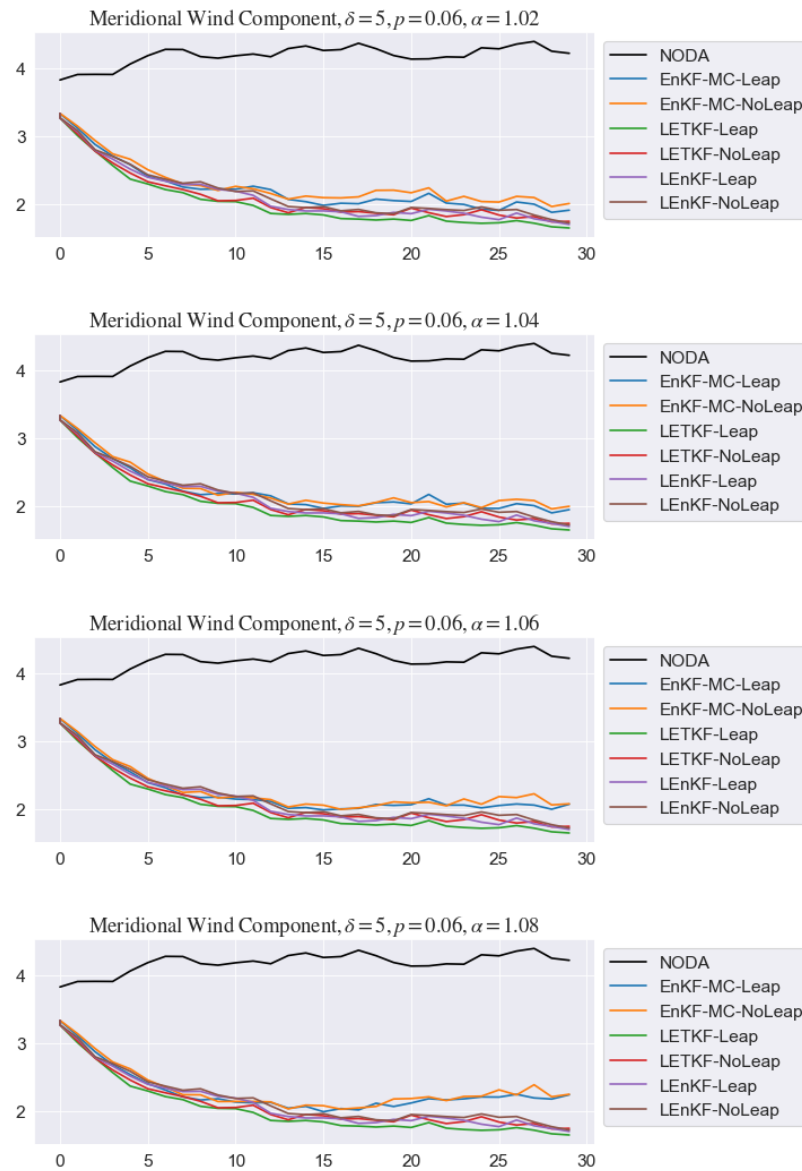 Meridional Wind Component, δ = 5, p = 0.06, α = 1.02
4
3
2
0 5 10 15 20 25 30
NODA
EnKF-MC-Leap
EnKF-MC-NoLeap
LETKF-Leap
LETKF-NoLeap
LEnKF-Leap
LEnKF-NoLeap
Meridional Wind Component, δ = 5, p = 0.06, α = 1.04
4
3
2
0 5 10 15 20 25 30
NODA
EnKF-MC-Leap
EnKF-MC-NoLeap
LETKF-Leap
LETKF-NoLeap
LEnKF-Leap
LEnKF-NoLeap
Meridional Wind Component, δ = 5, p = 0.06, α = 1.06
4
3
2
0 5 10 15 20 25 30
NODA
EnKF-MC-Leap
EnKF-MC-NoLeap
LETKF-Leap
LETKF-NoLeap
LEnKF-Leap
LEnKF-NoLeap
Meridional Wind Component, δ = 5, p = 0.06, α = 1.08
4
3
2
0 5 10 15 20 25 30
NODA
EnKF-MC-Leap
EnKF-MC-NoLeap
LETKF-Leap
LETKF-NoLeap
LEnKF-Leap
LEnKF-NoLeap